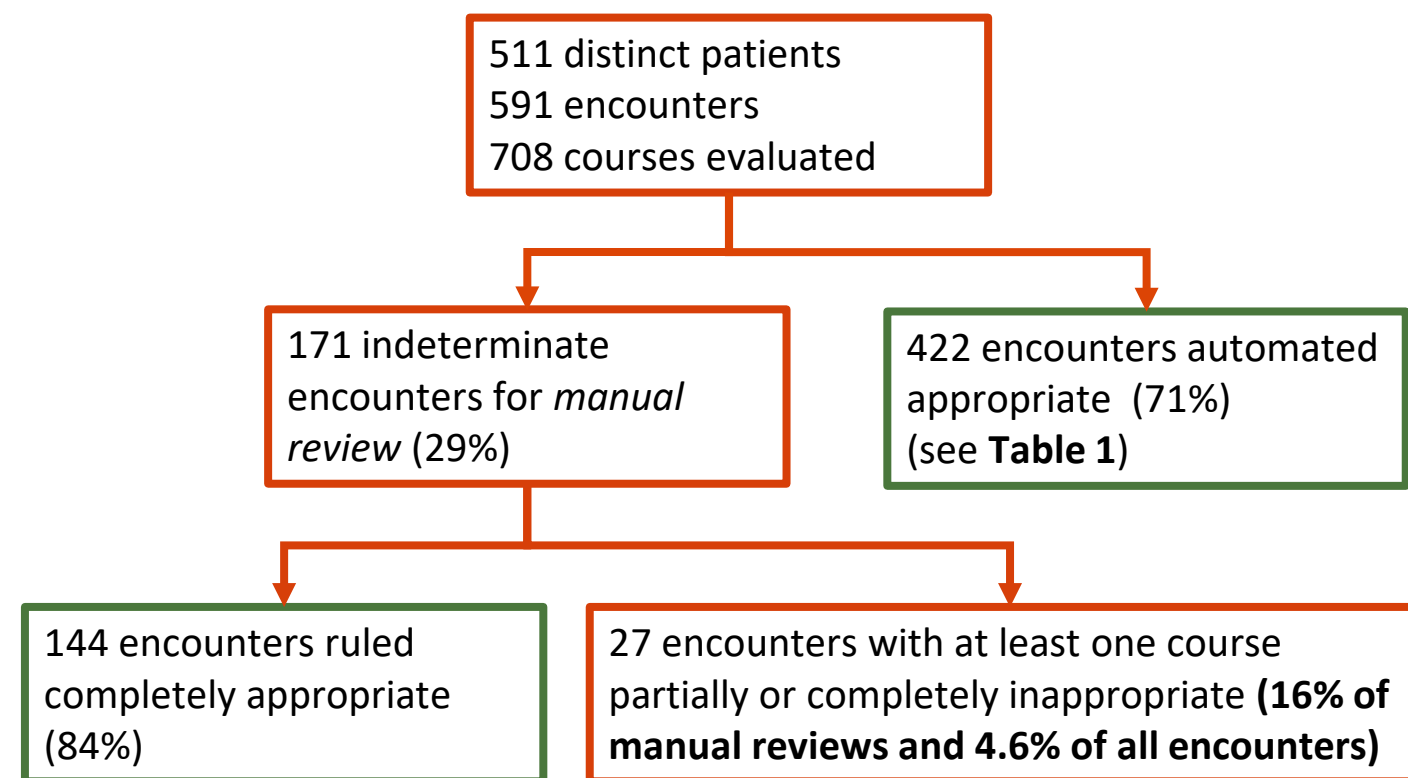 511 distinct patients
591 encounters
708 courses evaluated
171 indeterminate
encounters for manual
review (29%)
422 encounters automated
appropriate  (71%)
(see Table 1)
144 encounters ruled
completely appropriate
(84%)
27 encounters with at least one course
partially or completely inappropriate (16% of
manual reviews and 4.6% of all encounters)